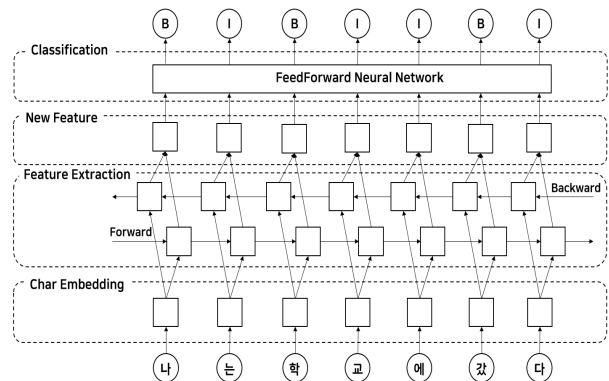 B I B I I B I
Classification
FeedForward Neural Network
New Feature
Feature Extraction
Backward
Forward
Char Embedding
나 는 학 교 에 갔 다